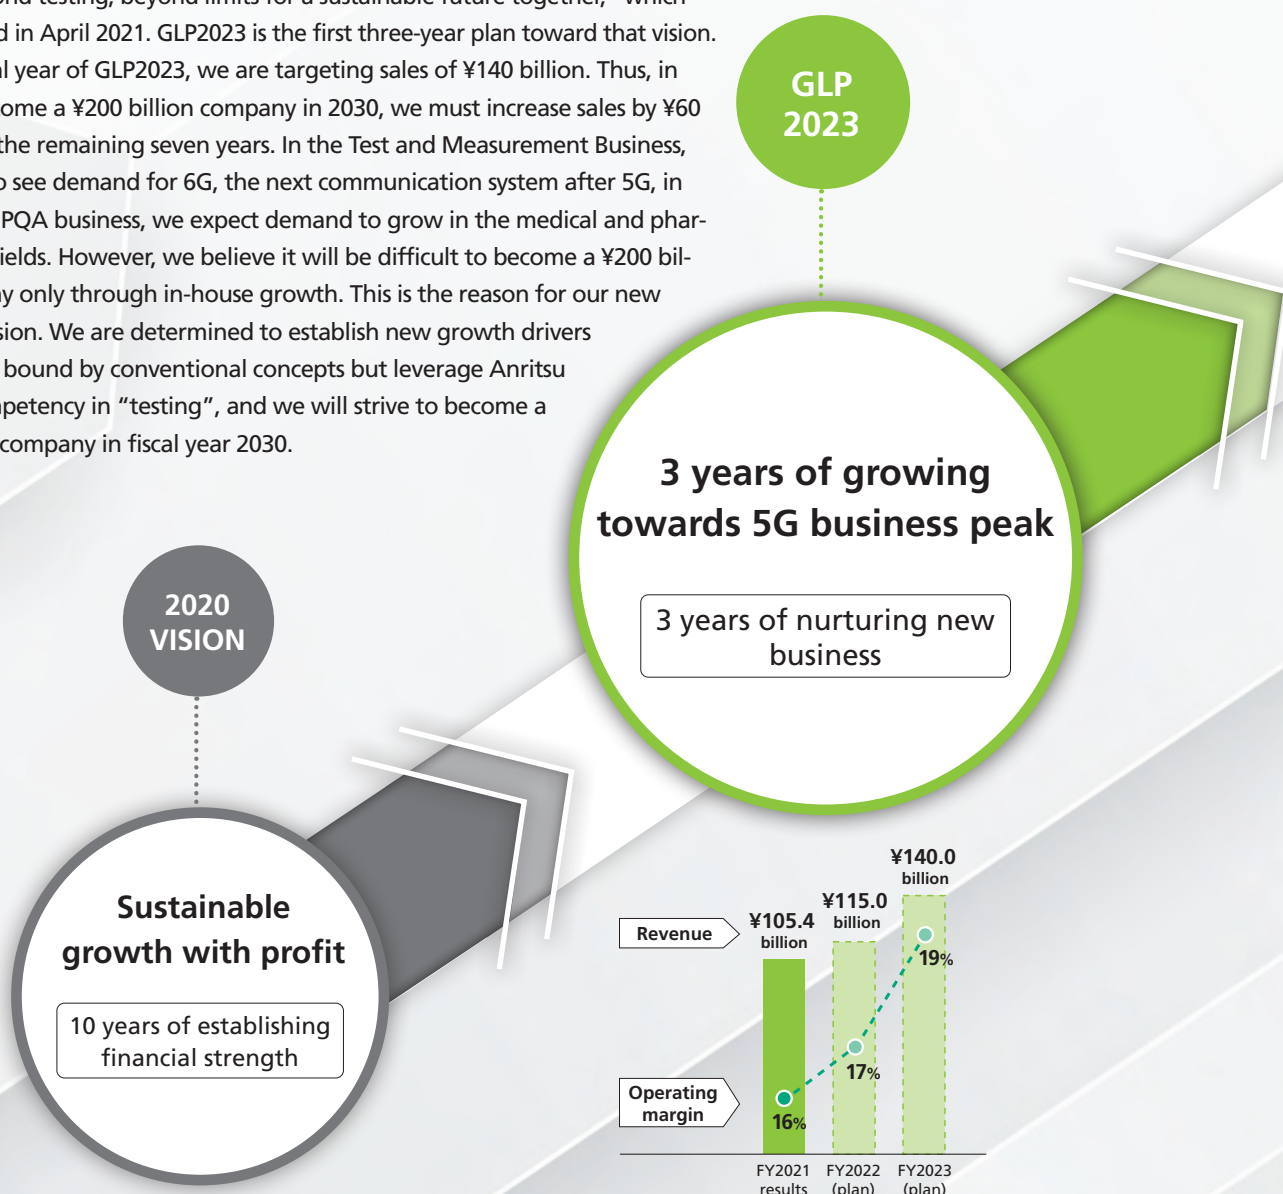 ond testing, beyond limits for a sustainable future together," which
d in April 2021. GLP2023 is the first three-year plan toward that vision.
l year of GLP2023, we are targeting sales of ¥140 billion. Thus, in
ome a ¥200 billion company in 2030, we must increase sales by ¥60
the remaining seven years. In the Test and Measurement Business,
o see demand for 6G, the next communication system after 5G, in
PQA business, we expect demand to grow in the medical and phar-
ields. However, we believe it will be difficult to become a ¥200 bil-
y only through in-house growth. This is the reason for our new
sion. We are determined to establish new growth drivers
bound by conventional concepts but leverage Anritsu
petency in “testing”, and we will strive to become a
company in fiscal year 2030.
GLP
2023
3 years of growing
towards 5G business peak
3 years of nurturing new
business
2020
VISION
Sustainable
growth with profit
10 years of establishing
financial strength
Revenue
¥105.4
billion
¥115.0
billion
¥140.0
billion
Operating
margin
16%
17%
19%
FY2021
results
FY2022
(plan)
FY2023
(plan)